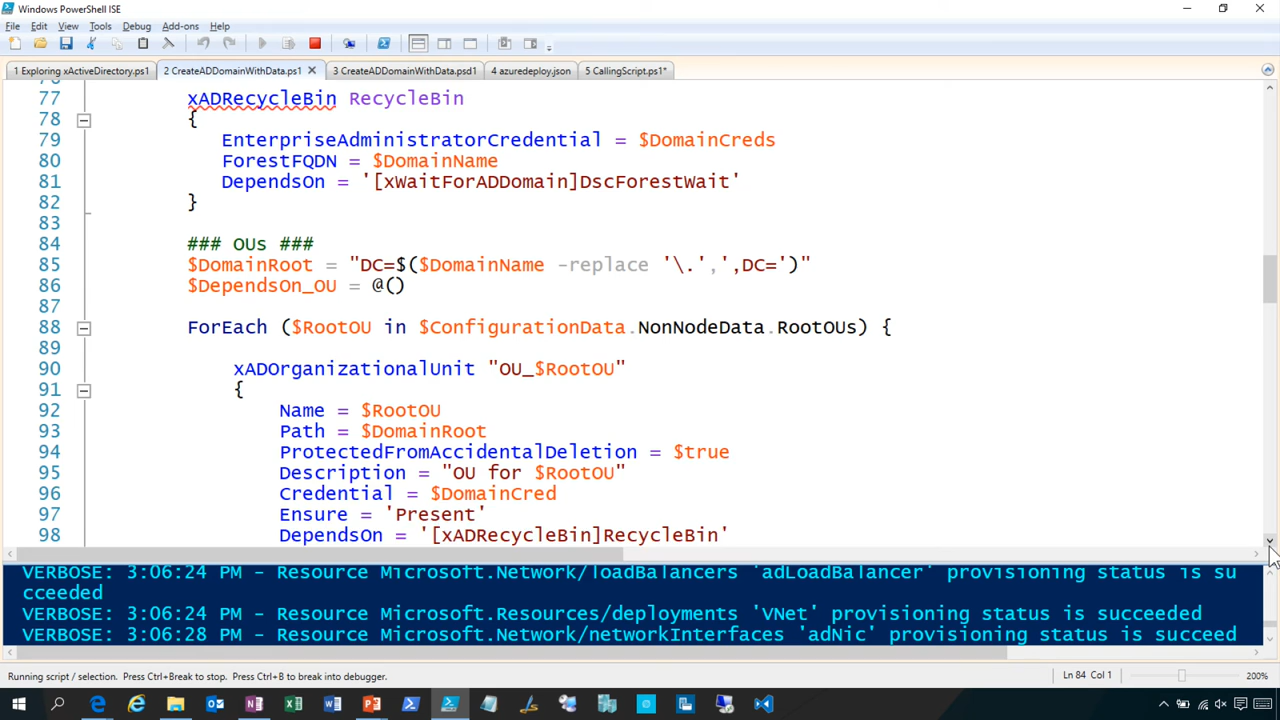 Windows PowerShell ISE
File Edit View Tools Debug Add-ons Help
1 Exploring xActiveDirectory.ps1 2 CreateADDomainWithData.ps1 3 CreateADDomainWithData.psd1 4 azuredeploy.json 5 CallingScript.ps1*
77 xADRecycleBin RecycleBin
78 {
79 EnterpriseAdministratorCredential = $DomainCreds
80 ForestFQDN = $DomainName
81 DependsOn = '[xWaitForADDomain]DscForestWait'
82 }
83
84 ### OUs ###
85 $DomainRoot = "DC=$($DomainName -replace '\.',',DC=')"
86 $DependsOn_OU = @()
87
88 ForEach ($RootOU in $ConfigurationData.NonNodeData.RootOUs) {
89
90 xADOrganizationalUnit "OU_$RootOU"
91 {
92 Name = $RootOU
93 Path = $DomainRoot
94 ProtectedFromAccidentalDeletion = $true
95 Description = "OU for $RootOU"
96 Credential = $DomainCred
97 Ensure = 'Present'
98 DependsOn = '[xADRecycleBin]RecycleBin'
VERBOSE: 3:06:24 PM - Resource Microsoft.Network/loadBalancers 'adLoadBalancer' provisioning status is su
cceeded
VERBOSE: 3:06:24 PM - Resource Microsoft.Resources/deployments 'VNet' provisioning status is succeeded
VERBOSE: 3:06:28 PM - Resource Microsoft.Network/networkInterfaces 'adNic' provisioning status is succeed
Running script / selection. Press Ctrl+Break to stop. Press Ctrl+B to break into debugger. Ln 84 Col 1 200%